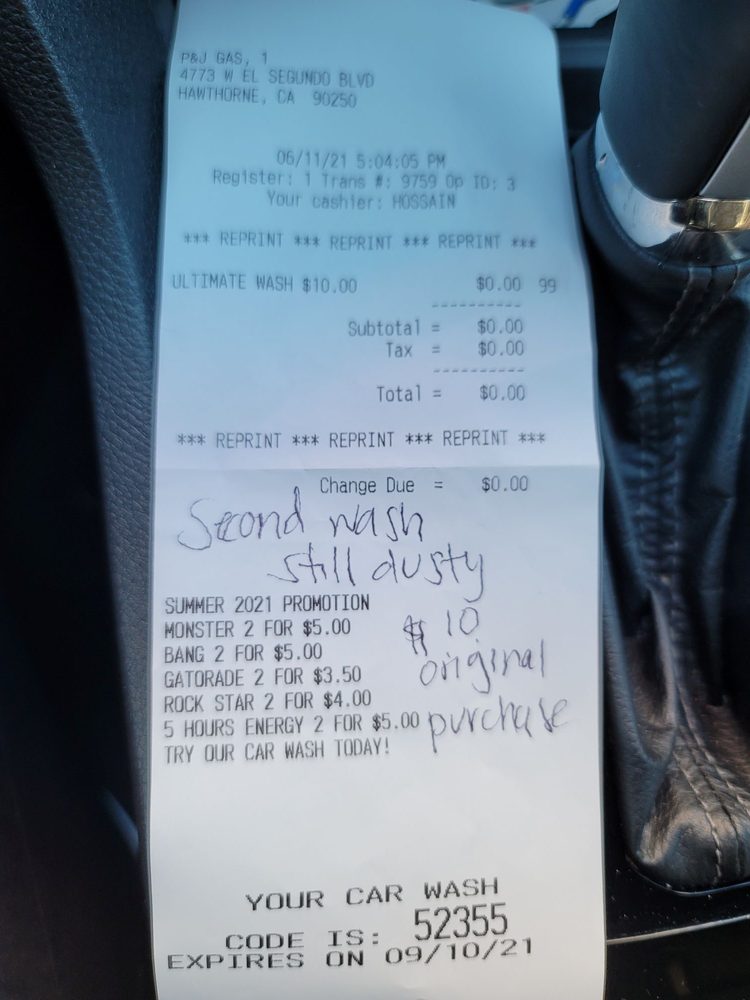 P&J GAS, 1
4773 W EL SEGUNDO BLVD
HAWTHORNE, CA 90250
06/11/21 5:04:05 PM
Register: 1 Trans #: 9759 Op ID: 3
Your cashier: HOSSAIN
*** REPRINT *** REPRINT *** REPRINT ***
ULTIMATE WASH $10.00 $0.00 99
----------
Subtotal = $0.00
Tax = $0.00
----------
Total = $0.00
*** REPRINT *** REPRINT *** REPRINT ***
Change Due = $0.00
Second wash
still dusty
SUMMER 2021 PROMOTION
MONSTER 2 FOR $5.00 $10
BANG 2 FOR $5.00
GATORADE 2 FOR $3.50 original
ROCK STAR 2 FOR $4.00
5 HOURS ENERGY 2 FOR $5.00 purchase
TRY OUR CAR WASH TODAY!
YOUR CAR WASH
CODE IS: 52355
EXPIRES ON 09/10/21